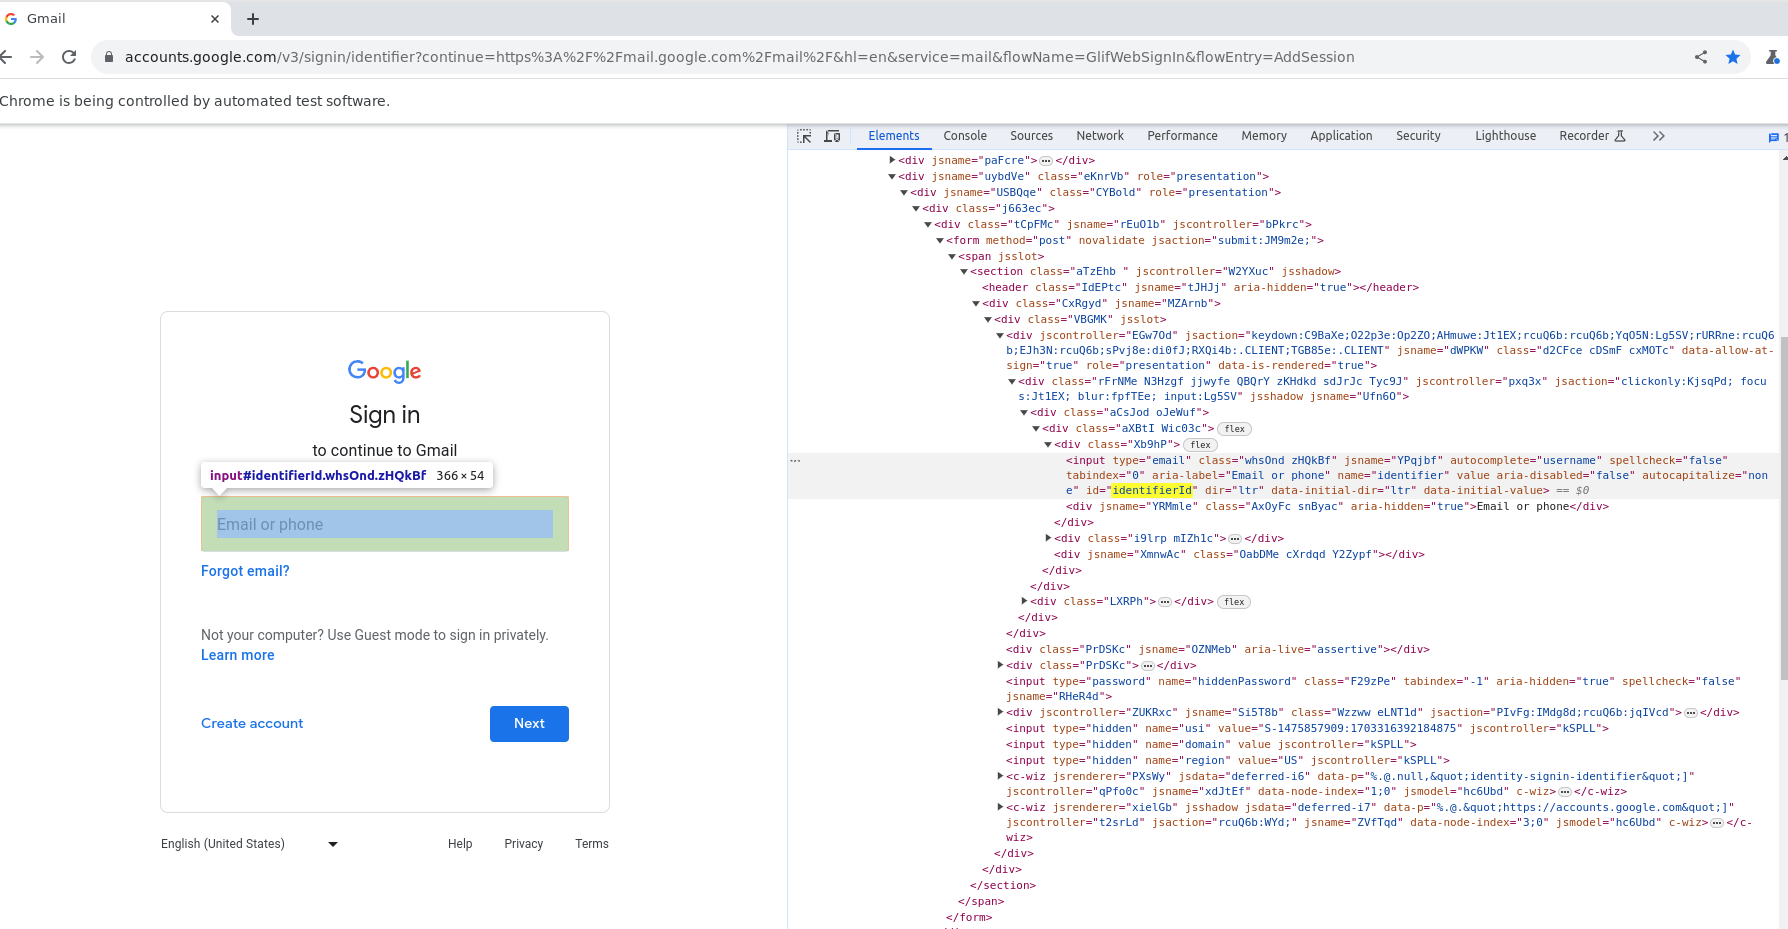 Gmail
accounts.google.com/v3/signin/identifier?continue=https%3A%2F%2Fmail.google.com%2Fmail%2F&hl=en&service=mail&flowName=GlifWebSignIn&flowEntry=AddSession
Chrome is being controlled by automated test software.
Google
Sign in
to continue to Gmail
input#identifierId.whsOnd.zHQkBf 366 × 54
Email or phone
Forgot email?
Not your computer? Use Guest mode to sign in privately.
Learn more
Create account
Next
English (United States)
Help
Privacy
Terms
Elements Console Sources Network Performance Memory Application Security Lighthouse Recorder
<div jsname="paFcre">…</div>
<div jsname="uybdVe" class="eKnrVb" role="presentation">
<div jsname="USBQqe" class="CYBold" role="presentation">
<div class="j663ec">
<div class="tCpFMc" jsname="rEuO1b" jscontroller="bPkrc">
<form method="post" novalidate jsaction="submit:JM9m2e;">
<span jsslot>
<section class="aTzEhb " jscontroller="W2YXuc" jsshadow>
<header class="IdEPtc" jsname="tJHJj" aria-hidden="true"></header>
<div class="CxRgyd" jsname="MZArnb">
<div class="VBGMK" jsslot>
<div jscontroller="EGw7Od" jsaction="keydown:C9BaXe;O22p3e:Op2ZO;AHmuwe:Jt1EX;rcuQ6b:rcuQ6b;YqO5N:Lg5SV;rURRne:rcuQ6
b;EJh3N:rcuQ6b;sPvj8e:di0fJ;RXQi4b:.CLIENT;TGB85e:.CLIENT" jsname="dWPKW" class="d2CFce cDSmF cxMOTc" data-allow-at-
sign="true" role="presentation" data-is-rendered="true">
<div class="rFrNMe N3Hzgf jjwyfe QBQrY zKHdkd sdJrJc Tyc9J" jscontroller="pxq3x" jsaction="clickonly:KjsqPd; focu
s:Jt1EX; blur:fpfTEe; input:Lg5SV" jsshadow jsname="Ufn6O">
<div class="aCsJod oJeWuf">
<div class="aXBtI Wic03c"> flex
<div class="Xb9hP"> flex
<input type="email" class="whsOnd zHQkBf" jsname="YPqjbf" autocomplete="username" spellcheck="false"
tabindex="0" aria-label="Email or phone" name="identifier" value aria-disabled="false" autocapitalize="non
e" id="identifierId" dir="ltr" data-initial-dir="ltr" data-initial-value> == $0
<div jsname="YRMmle" class="AxOyFc snByac" aria-hidden="true">Email or phone</div>
</div>
<div class="i9lrp mIZh1c">…</div>
<div jsname="XmnwAc" class="OabDMe cXrdqd Y2Zypf"></div>
</div>
</div>
<div class="LXRPh">…</div> flex
</div>
</div>
<div class="PrDSKc" jsname="OZNMeb" aria-live="assertive"></div>
<div class="PrDSKc">…</div>
<input type="password" name="hiddenPassword" class="F29zPe" tabindex="-1" aria-hidden="true" spellcheck="false"
jsname="RHeR4d">
<div jscontroller="ZUKRxc" jsname="Si5T8b" class="Wzzww eLNT1d" jsaction="PIvFg:IMdg8d;rcuQ6b:jqIVcd">…</div>
<input type="hidden" name="usi" value="S-1475857909:1703316392184875" jscontroller="kSPLL">
<input type="hidden" name="domain" value jscontroller="kSPLL">
<input type="hidden" name="region" value="US" jscontroller="kSPLL">
<c-wiz jsrenderer="PXsWy" jsdata="deferred-i6" data-p="%.@.null,&quot;identity-signin-identifier&quot;]"
jscontroller="qPfo0c" jsname="xdJtEf" data-node-index="1;0" jsmodel="hc6Ubd" c-wiz>…</c-wiz>
<c-wiz jsrenderer="xielGb" jsshadow jsdata="deferred-i7" data-p="%.@.&quot;https://accounts.google.com&quot;]"
jscontroller="t2srLd" jsaction="rcuQ6b:WYd;" jsname="ZVfTqd" data-node-index="3;0" jsmodel="hc6Ubd" c-wiz>…</c-
wiz>
</div>
</div>
</section>
</span>
</form>